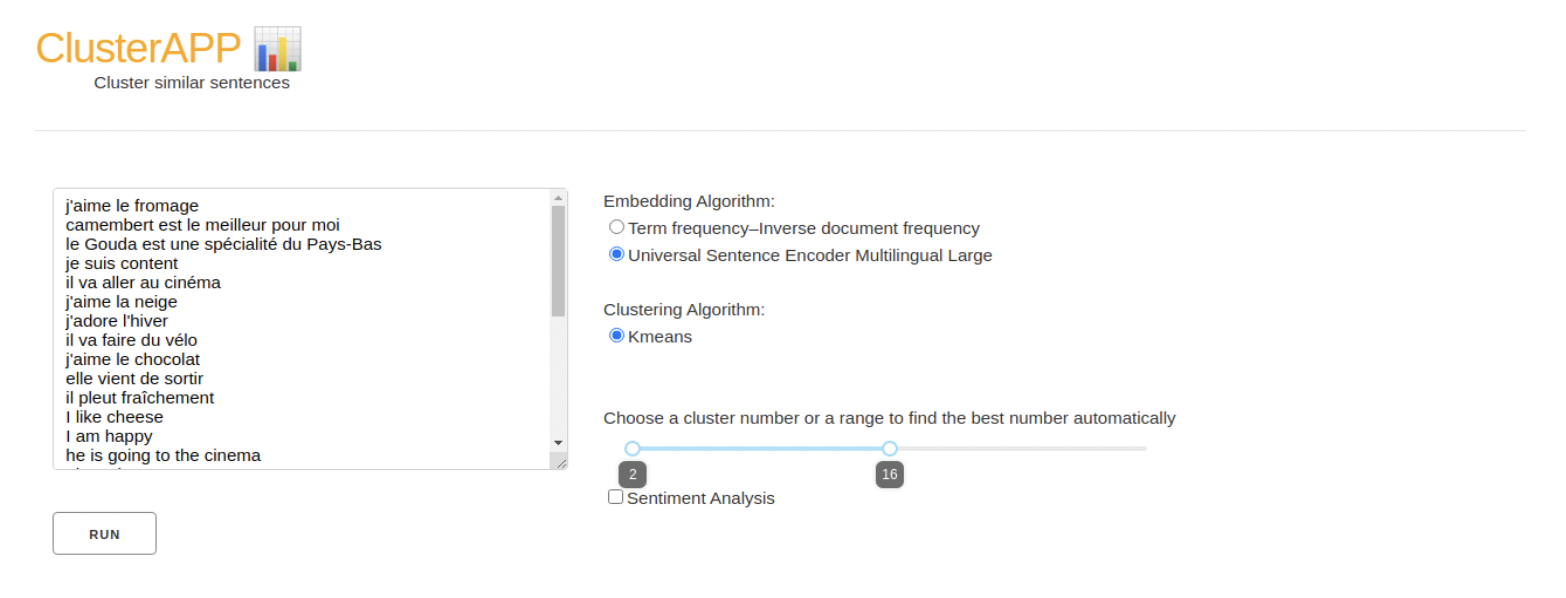 ClusterAPP
Cluster similar sentences
j'aime le fromage
camembert est le meilleur pour moi
le Gouda est une spécialité du Pays-Bas
je suis content
il va aller au cinéma
j'aime la neige
j'adore l'hiver
il va faire du vélo
j'aime le chocolat
elle vient de sortir
il pleut fraîchement
I like cheese
I am happy
he is going to the cinema
RUN
Embedding Algorithm:
Term frequency–Inverse document frequency
Universal Sentence Encoder Multilingual Large
Clustering Algorithm:
Kmeans
Choose a cluster number or a range to find the best number automatically
2
16
Sentiment Analysis